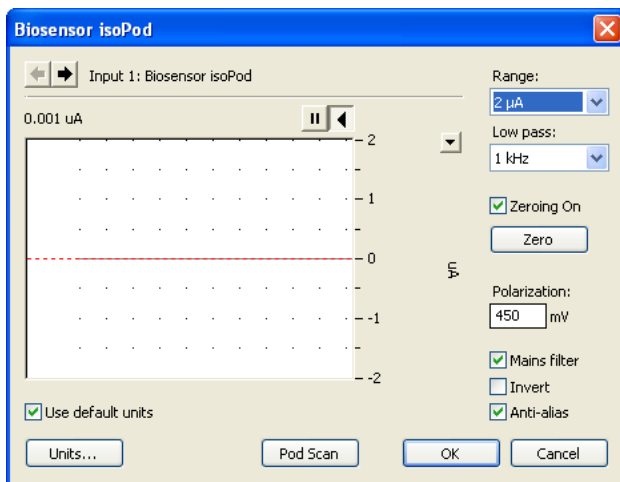 Biosensor isoPod
Input 1: Biosensor isoPod
0.001 uA
2
1
0
-1
-2
uA
Range:
2 µA
Low pass:
1 kHz
Zeroing On
Zero
Polarization:
450 mV
Mains filter
Invert
Anti-alias
Use default units
Units...
Pod Scan
OK
Cancel